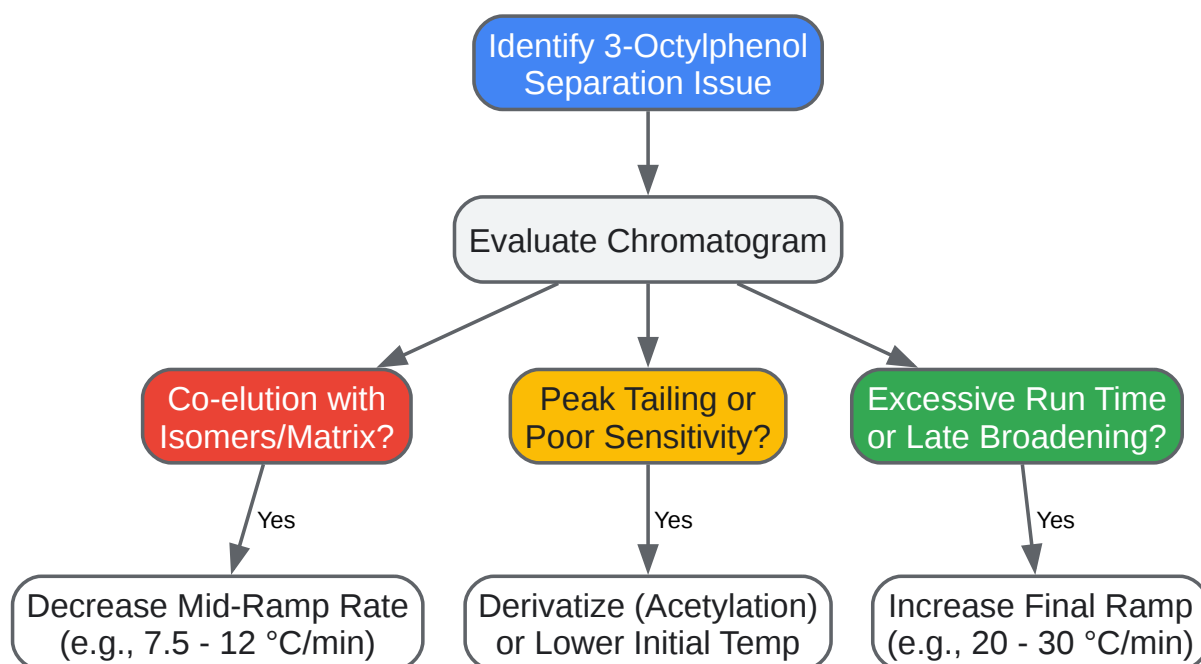 Identify 3-Octylphenol
Separation Issue
Evaluate Chromatogram
Co-elution with
Isomers/Matrix?
Peak Tailing or
Poor Sensitivity?
Excessive Run Time
or Late Broadening?
Yes
Yes
Yes
Decrease Mid-Ramp Rate
(e.g., 7.5 - 12 °C/min)
Derivatize (Acetylation)
or Lower Initial Temp
Increase Final Ramp
(e.g., 20 - 30 °C/min)